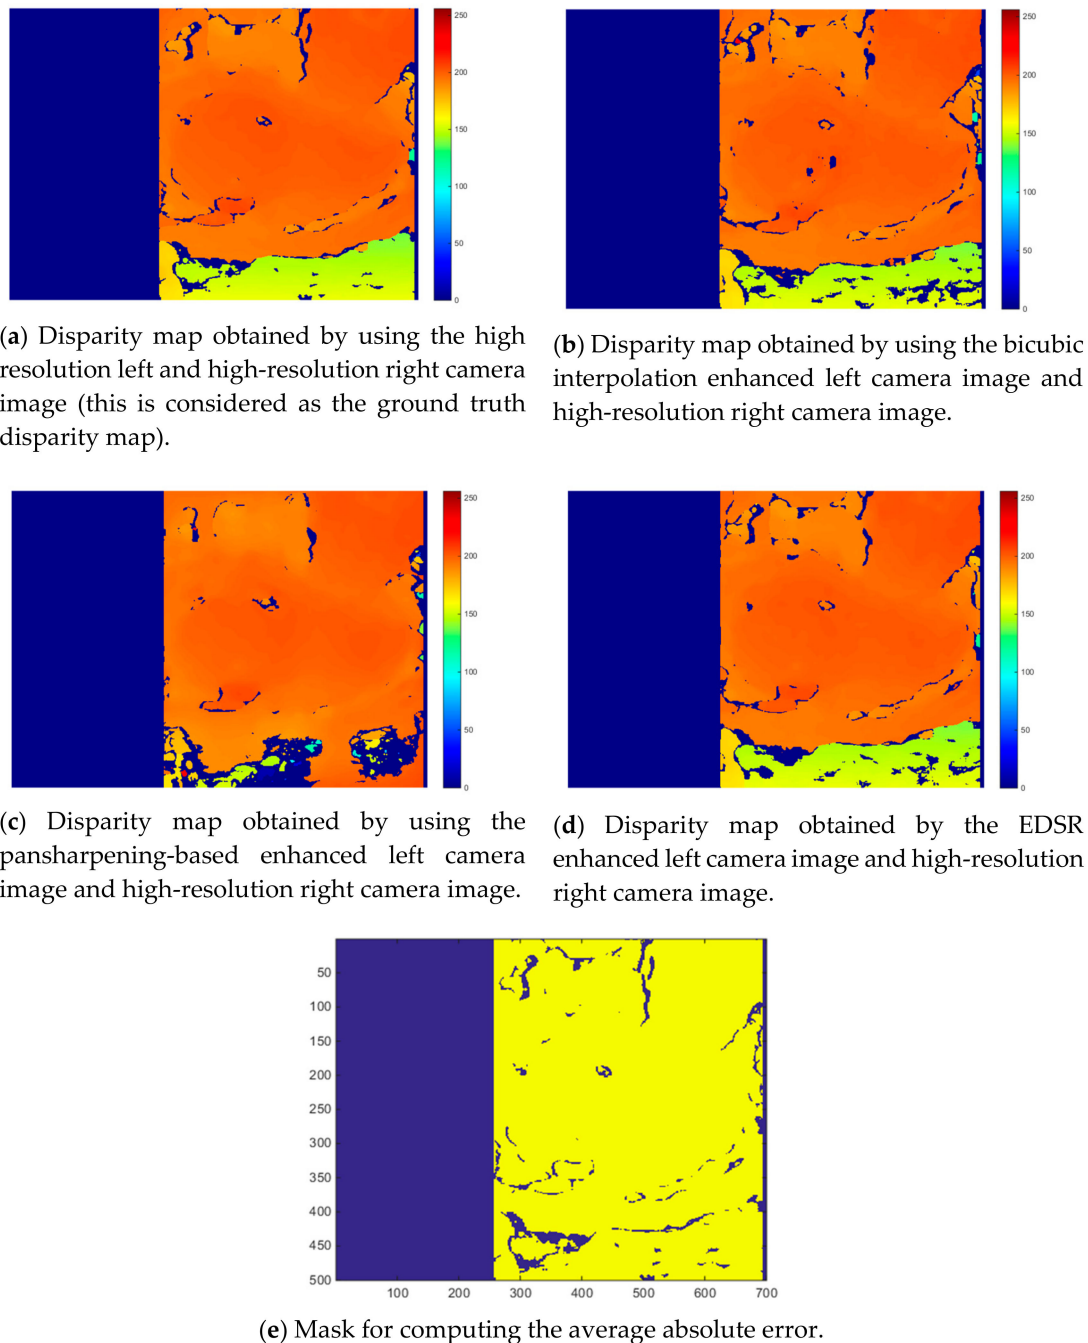 250
200
150
100
50
0
(a) Disparity map obtained by using the high
resolution left and high-resolution right camera
image (this is considered as the ground truth
disparity map).
250
200
150
100
50
0
(b) Disparity map obtained by using the bicubic
interpolation enhanced left camera image and
high-resolution right camera image.
250
200
150
100
50
0
(c) Disparity map obtained by using the
pansharpening-based enhanced left camera
image and high-resolution right camera image.
250
200
150
100
50
0
(d) Disparity map obtained by the EDSR
enhanced left camera image and high-resolution
right camera image.
50
100
150
200
250
300
350
400
450
500
100 200 300 400 500 600 700
(e) Mask for computing the average absolute error.